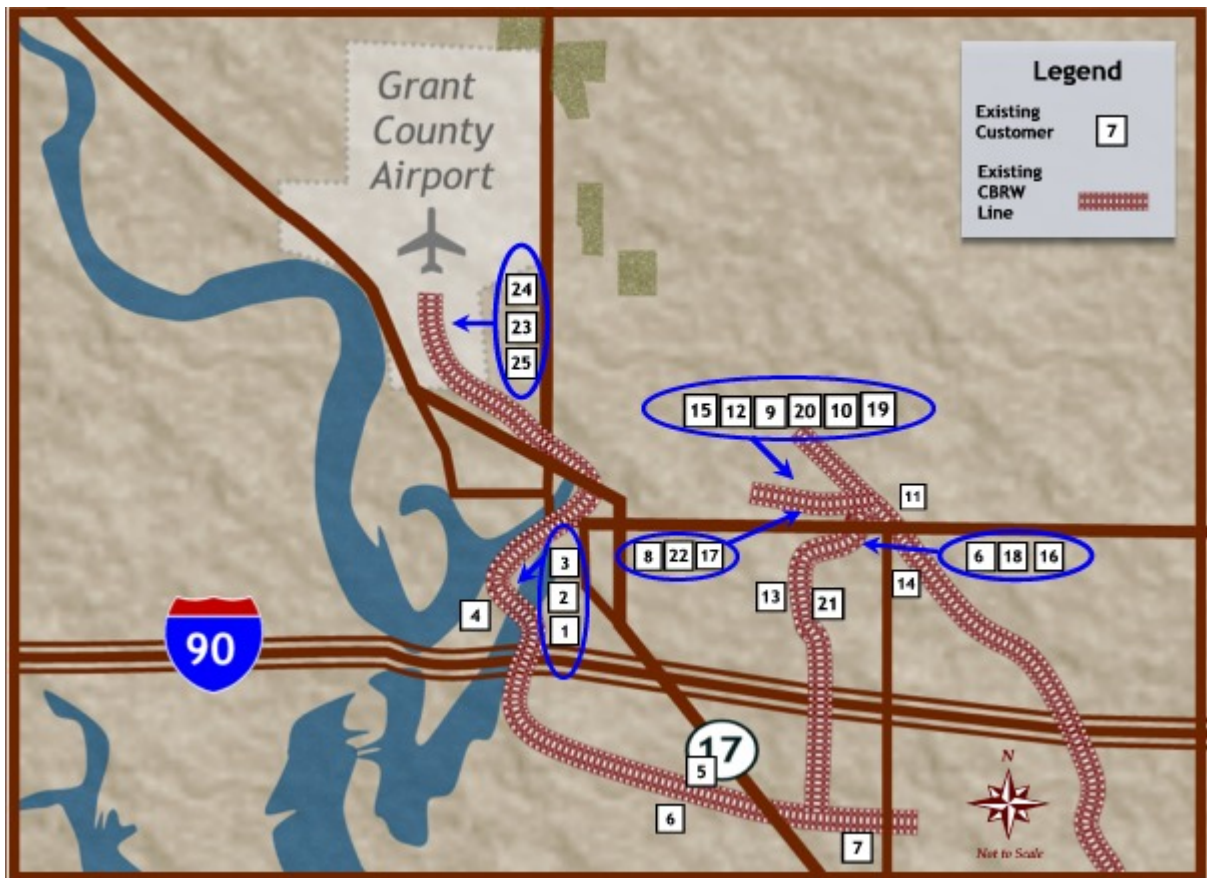 Grant
County
Airport
Legend
Existing
Customer
7
Existing
CBRW
Line
24
23
25
15 12 9 20 10 19
11
8 22 17
6 18 16
3
2
1
4
13
21
14
90
17
5
6
7
N
Not to Scale